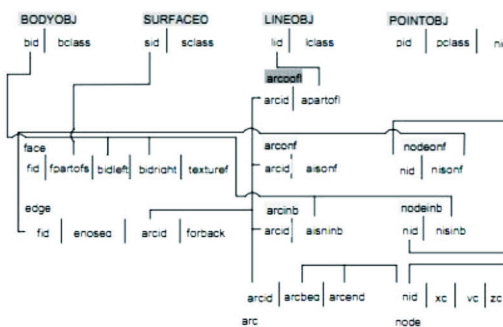 BODYOBJ SURFACEO LINEOBJ POINTOBJ
bid bclass sid sclass lid lclass pid pclass nid
arcoofl
arcid apartofl
face arconf nodeonf
fid fpartofs bidleft bidright texturef arcid aisonf nid nisonf
edge arcinb nodeinb
fid enoseq arcid forback arcid aisninb nid nisinb
arcid arcbeg arcend nid xc yc zc
arc node